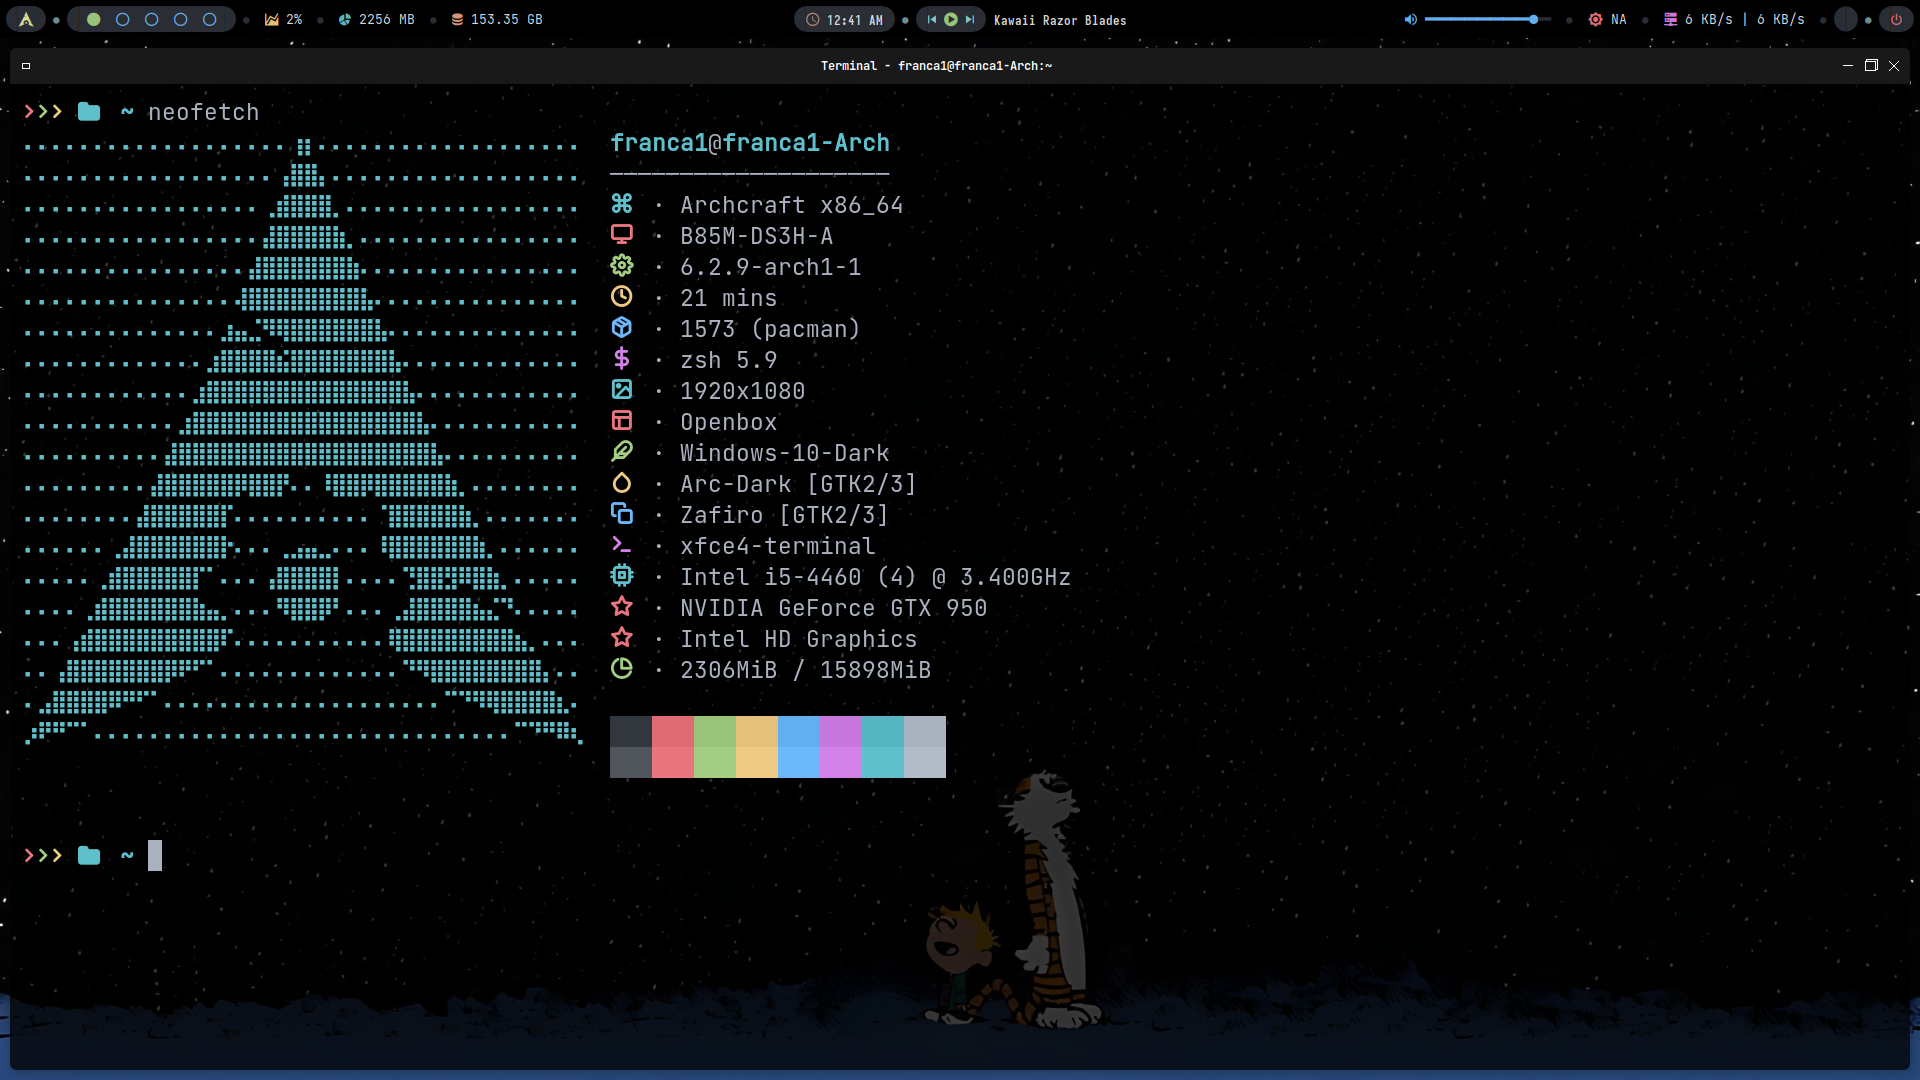 2% 2256 MB 153.35 GB 12:41 AM Kawaii Razor Blades NA 6 KB/s | 6 KB/s
Terminal - franca1@franca1-Arch:~
~ neofetch
franca1@franca1-Arch
Archcraft x86_64
B85M-DS3H-A
6.2.9-arch1-1
21 mins
1573 (pacman)
zsh 5.9
1920x1080
Openbox
Windows-10-Dark
Arc-Dark [GTK2/3]
Zafiro [GTK2/3]
xfce4-terminal
Intel i5-4460 (4) @ 3.400GHz
NVIDIA GeForce GTX 950
Intel HD Graphics
2306MiB / 15898MiB
~